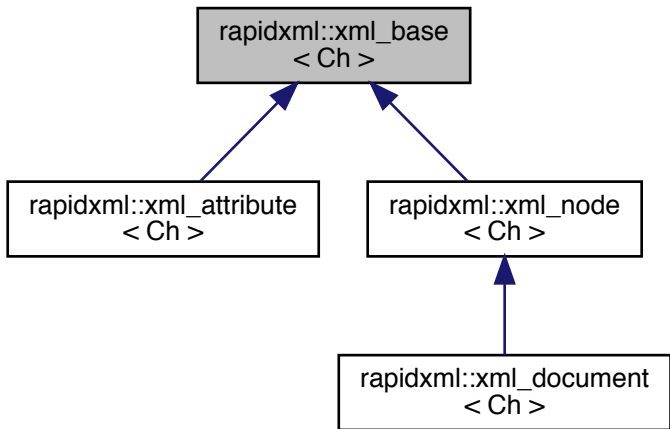 rapidxml::xml_base
< Ch >
rapidxml::xml_attribute
< Ch >
rapidxml::xml_node
< Ch >
rapidxml::xml_document
< Ch >